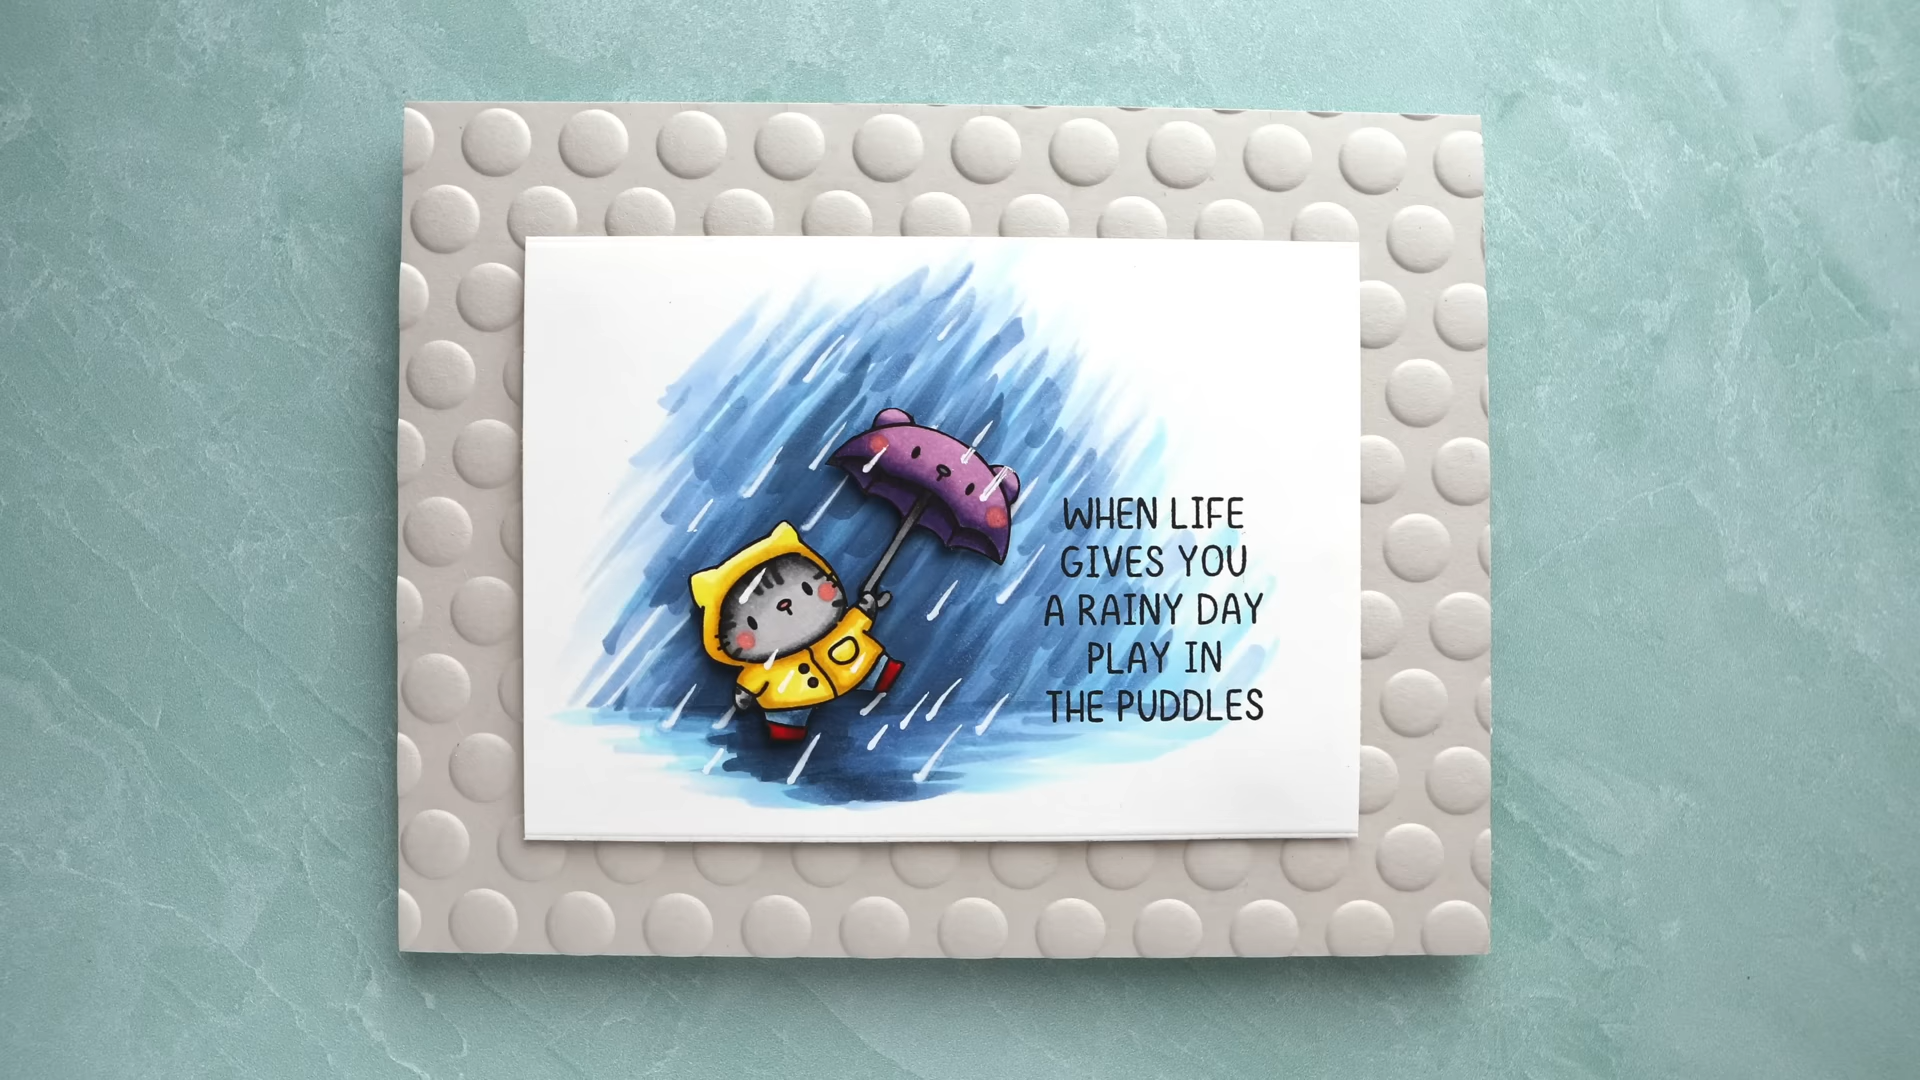 WHEN LIFE
GIVES YOU
A RAINY DAY
PLAY IN
THE PUDDLES